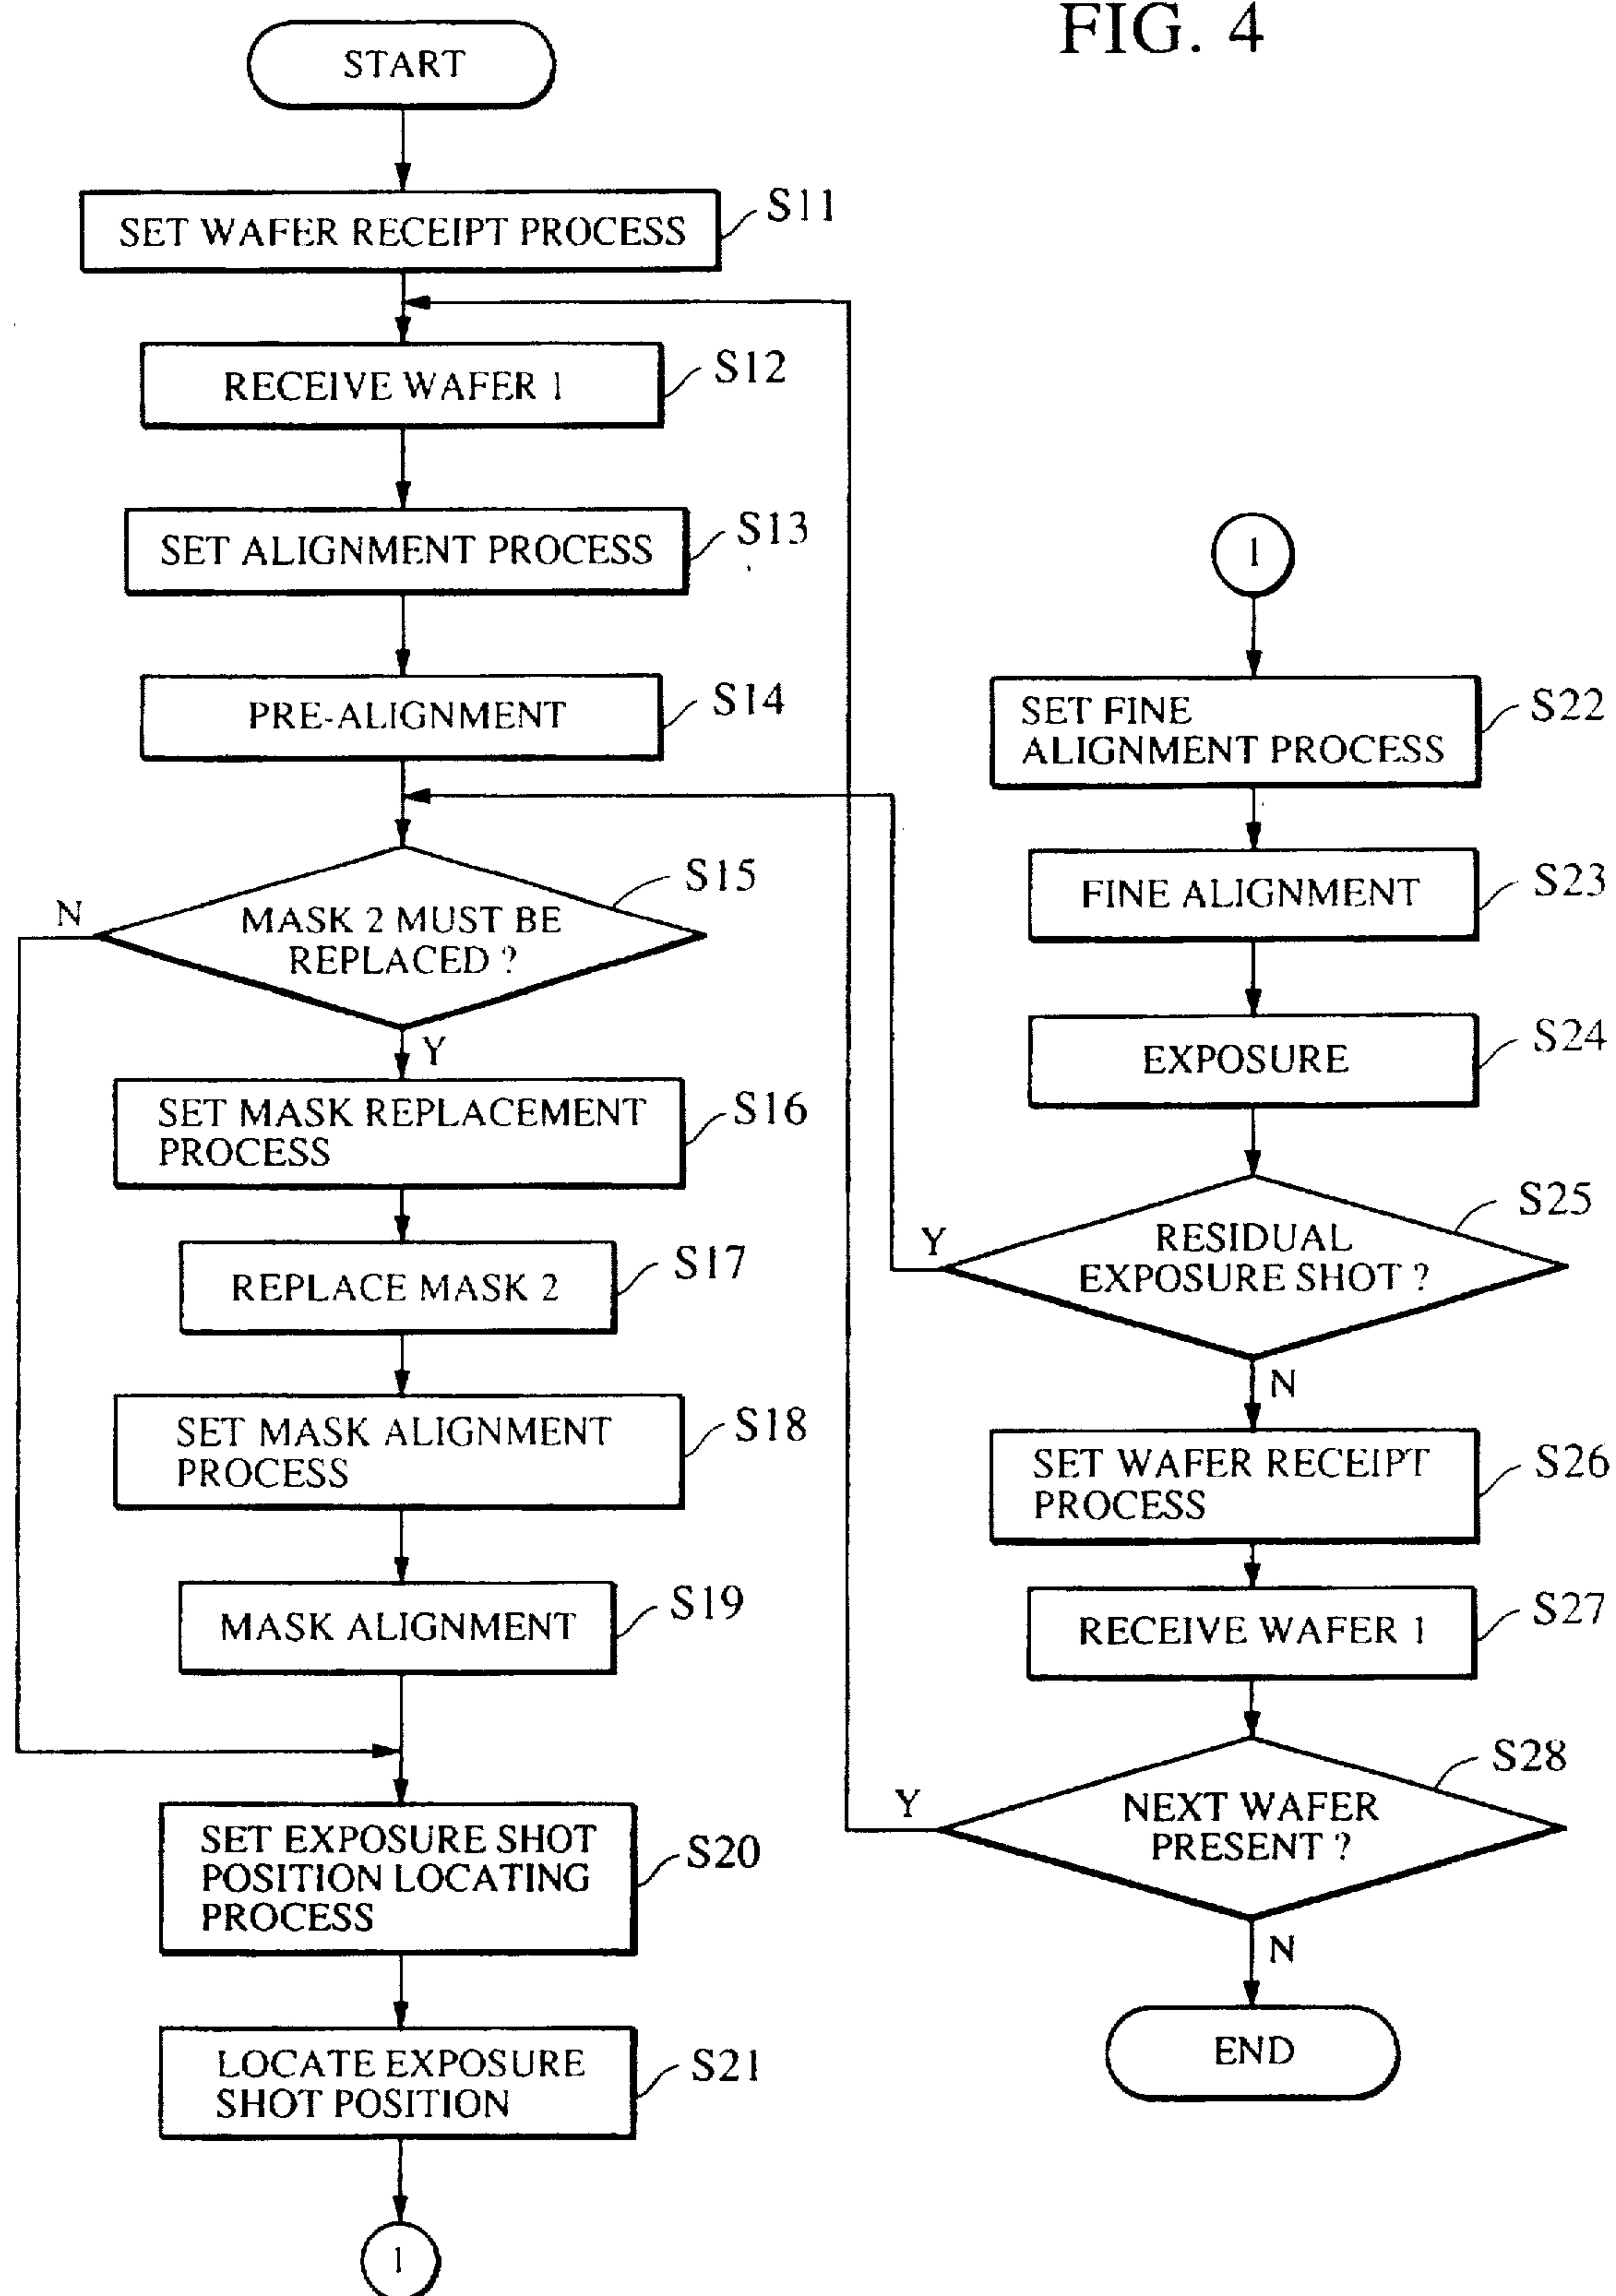 FIG. 4
START
SET WAFER RECEIPT PROCESS
S11
RECEIVE WAFER 1
S12
SET ALIGNMENT PROCESS
S13
PRE-ALIGNMENT
S14
MASK 2 MUST BE
REPLACED ?
S15
N
Y
SET MASK REPLACEMENT
PROCESS
S16
REPLACE MASK 2
S17
SET MASK ALIGNMENT
PROCESS
S18
MASK ALIGNMENT
S19
SET EXPOSURE SHOT
POSITION LOCATING
PROCESS
S20
LOCATE EXPOSURE
SHOT POSITION
S21
1
1
SET FINE
ALIGNMENT PROCESS
S22
FINE ALIGNMENT
S23
EXPOSURE
S24
RESIDUAL
EXPOSURE SHOT ?
S25
Y
N
SET WAFER RECEIPT
PROCESS
S26
RECEIVE WAFER 1
S27
NEXT WAFER
PRESENT ?
S28
Y
N
END